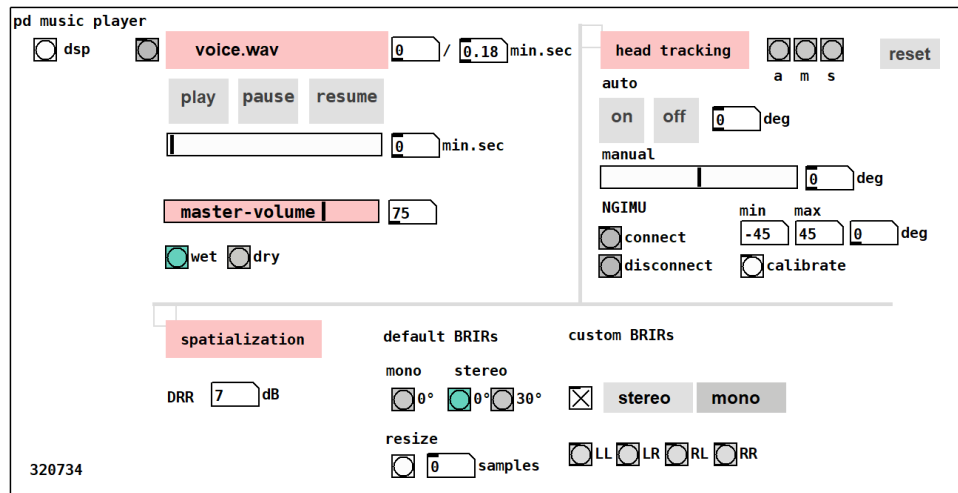 pd music player
dsp
voice.wav
0 / 0.18 min.sec
play pause resume
0 min.sec
master-volume 75
wet dry
head tracking
a m s
reset
auto
on off 0 deg
manual
0 deg
NGIMU min max
connect -45 45 0 deg
disconnect calibrate
spatialization
DRR 7 dB
default BRIRs
mono stereo
0° 0° 30°
resize
0 samples
custom BRIRs
stereo mono
LL LR RL RR
320734